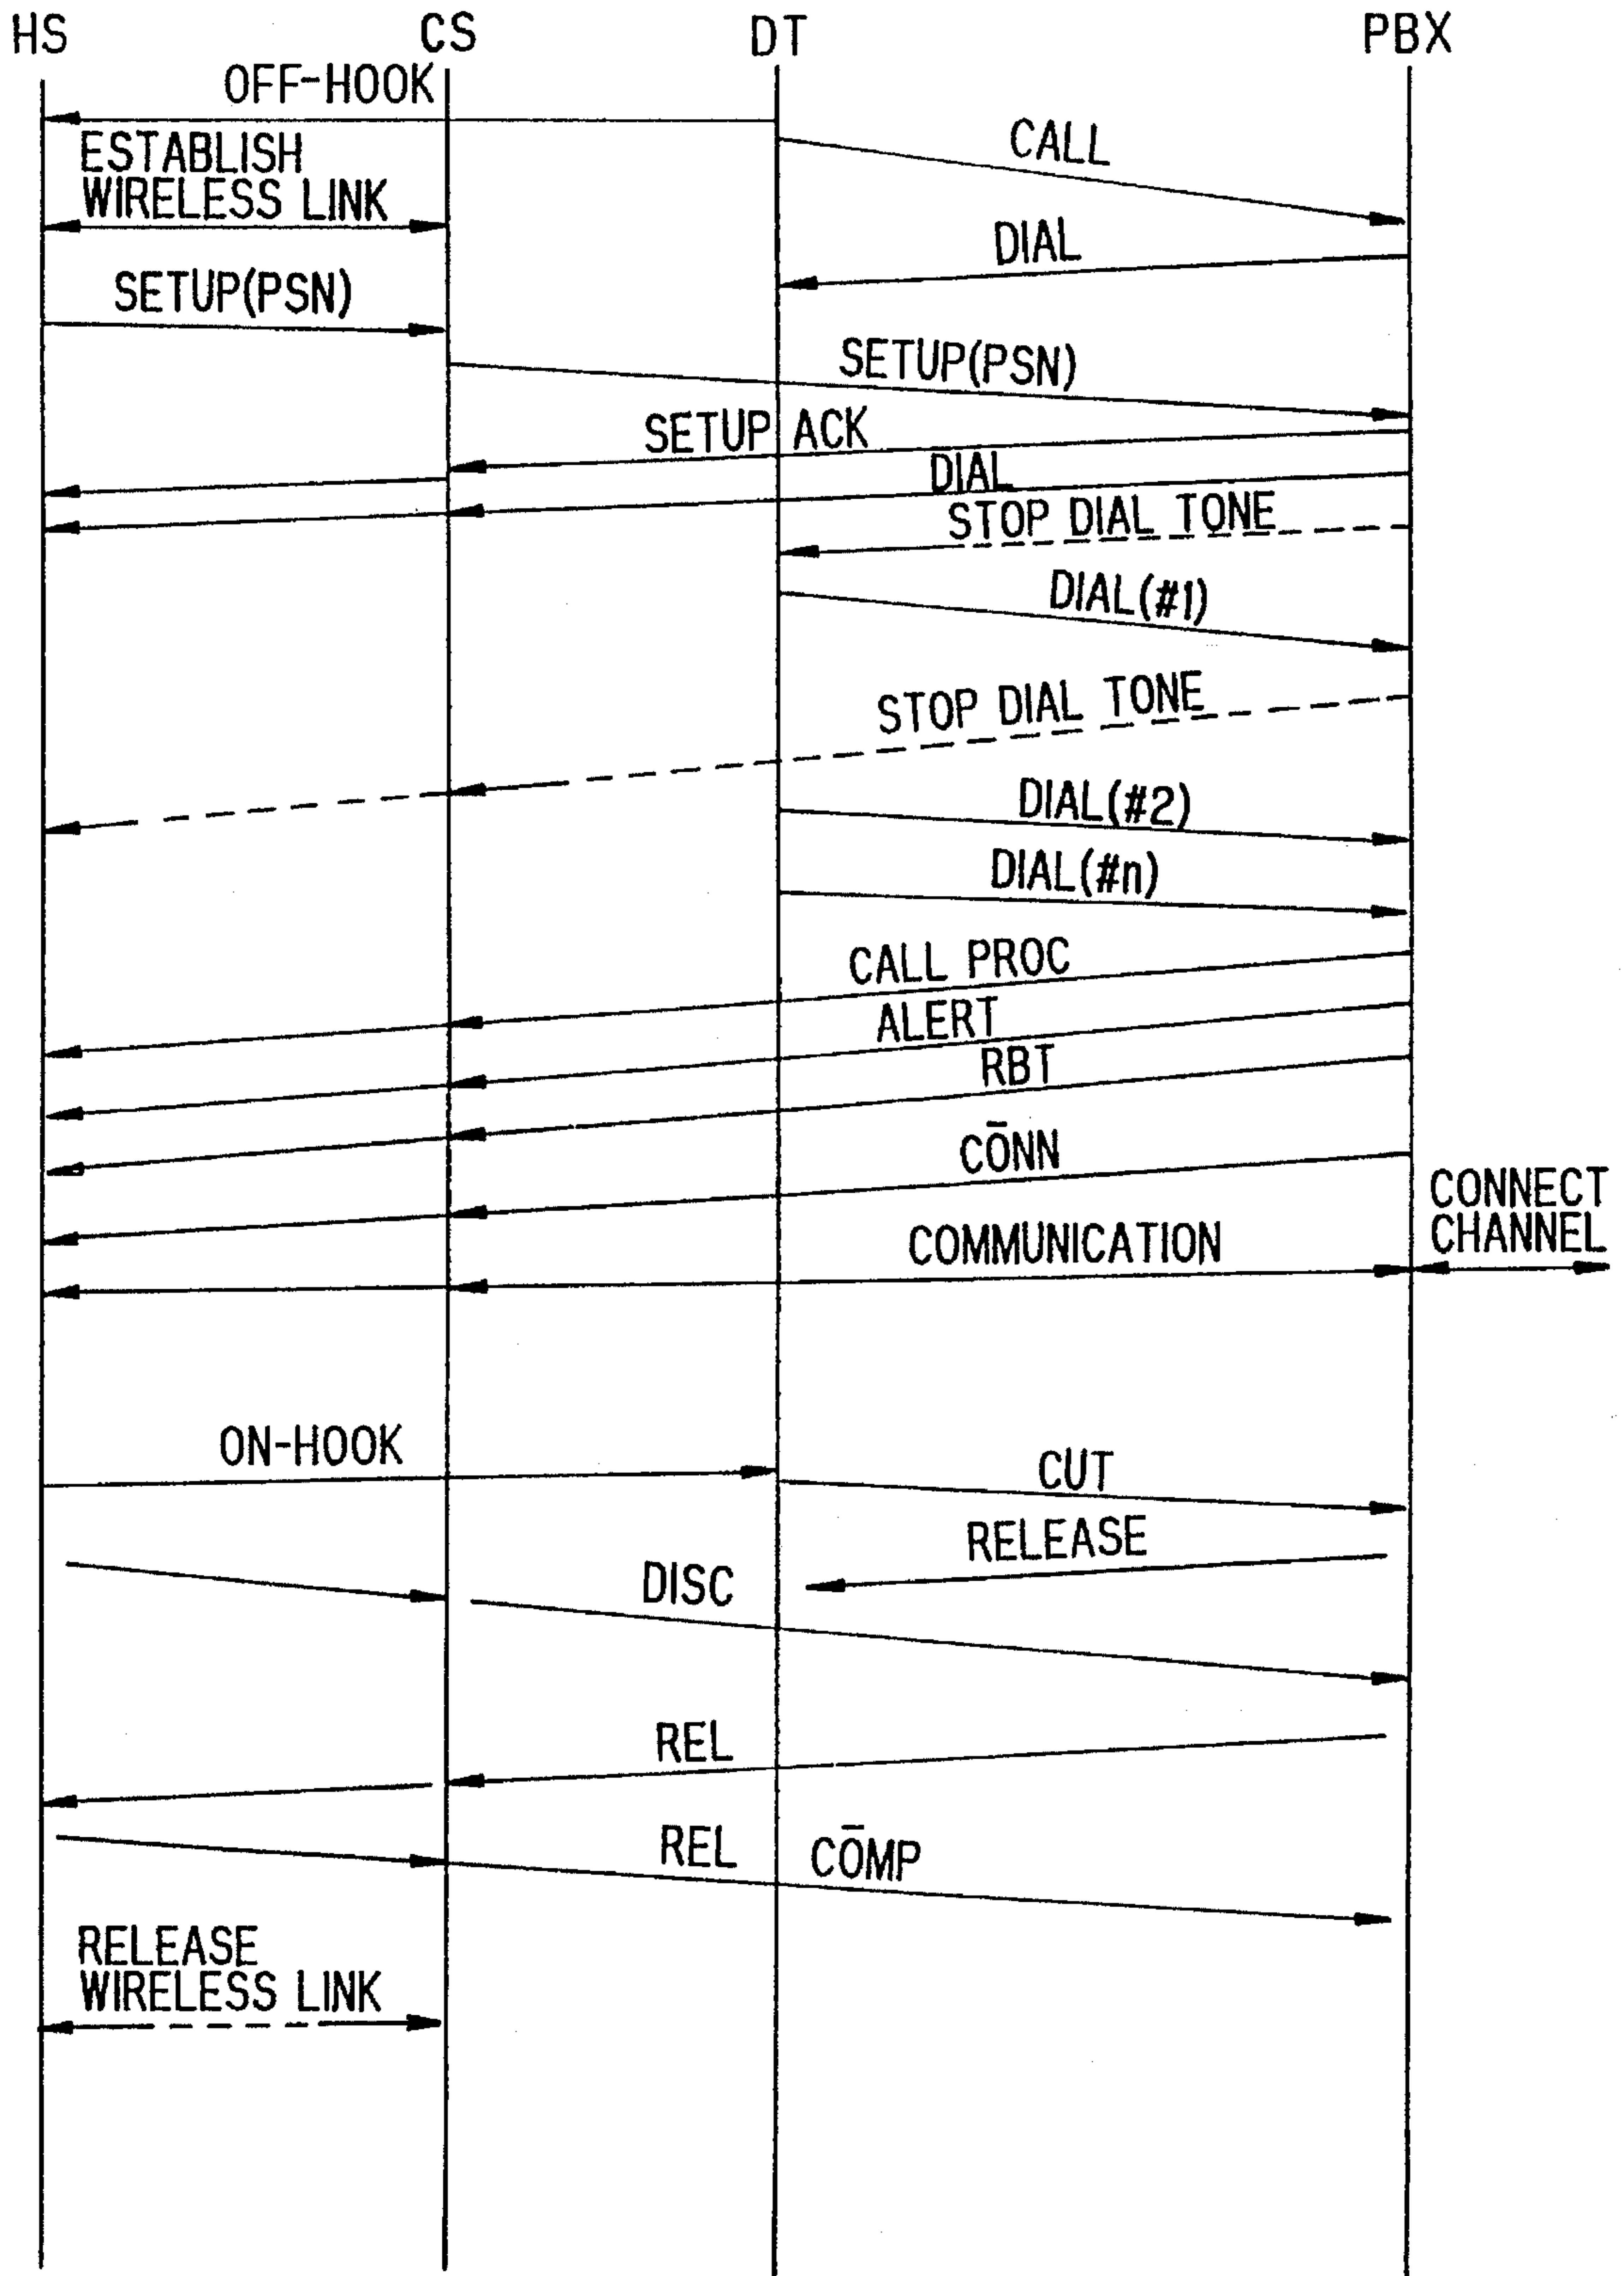 HS CS DT PBX
OFF-HOOK
CALL
ESTABLISH
WIRELESS LINK
DIAL
SETUP(PSN)
SETUP(PSN)
SETUP ACK
DIAL
STOP DIAL TONE
DIAL(#1)
STOP DIAL TONE
DIAL(#2)
DIAL(#n)
CALL PROC
ALERT
RBT
CŌNN
CONNECT
CHANNEL
COMMUNICATION
ON-HOOK
CUT
RELEASE
DISC
REL
REL CŌMP
RELEASE
WIRELESS LINK